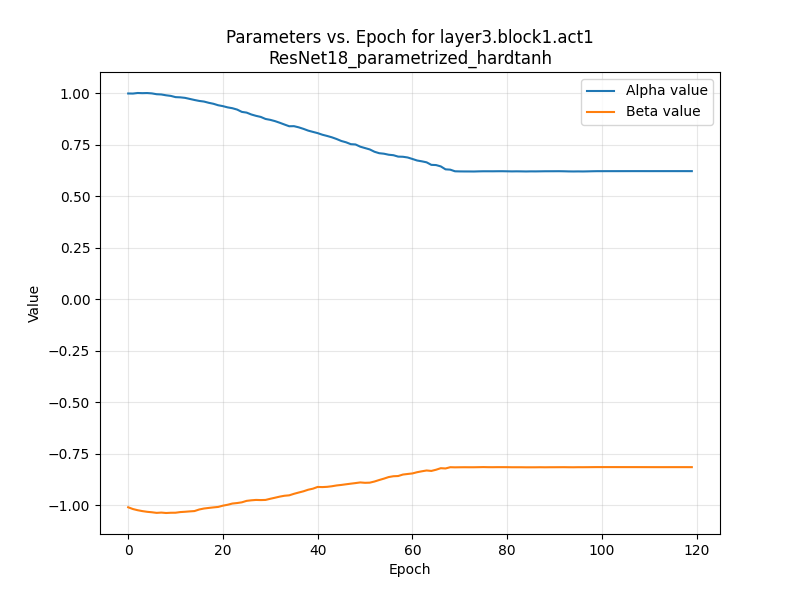 Parameters vs. Epoch for layer3.block1.act1
ResNet18_parametrized_hardtanh
Alpha value
Beta value
1.00
0.75
0.50
0.25
0.00
−0.25
−0.50
−0.75
−1.00
Value
0 20 40 60 80 100 120
Epoch